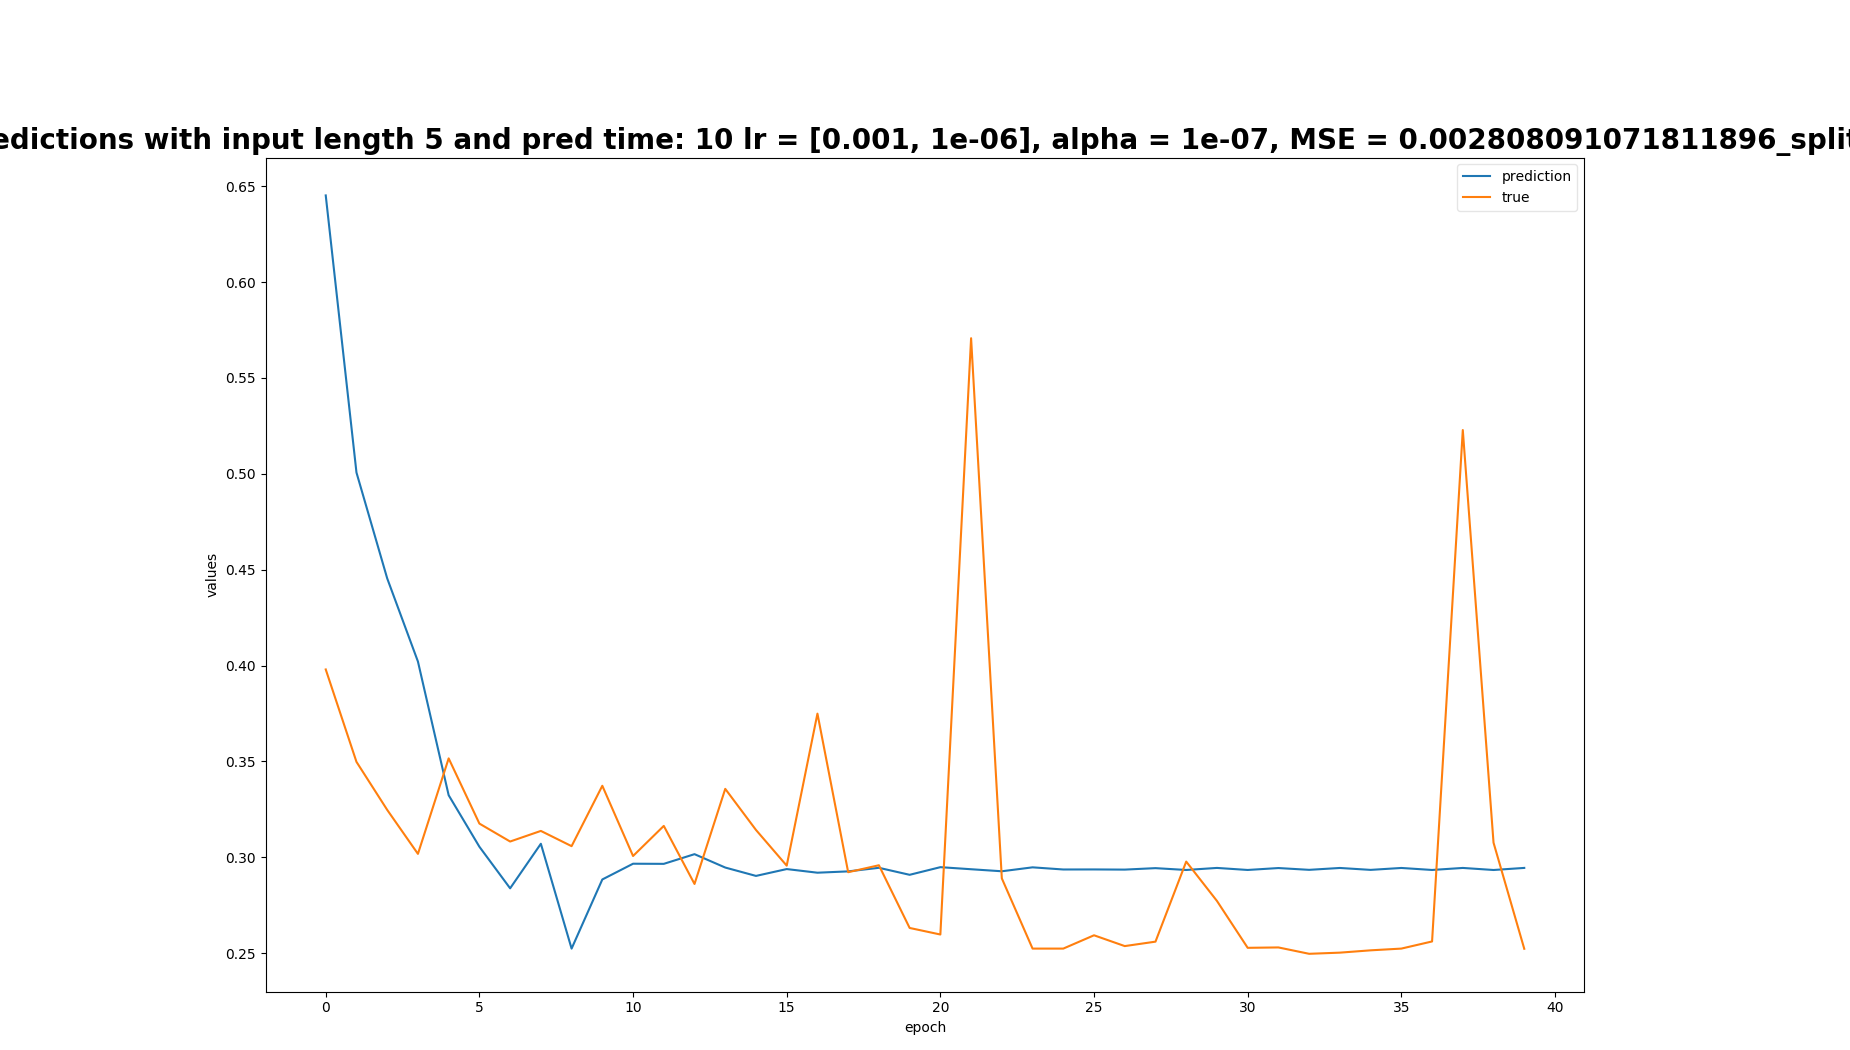 edictions with input length 5 and pred time: 10 lr = [0.001, 1e-06], alpha = 1e-07, MSE = 0.002808091071811896_split
prediction
true
0.65
0.60
0.55
0.50
0.45
0.40
0.35
0.30
0.25
values
0 5 10 15 20 25 30 35 40
epoch